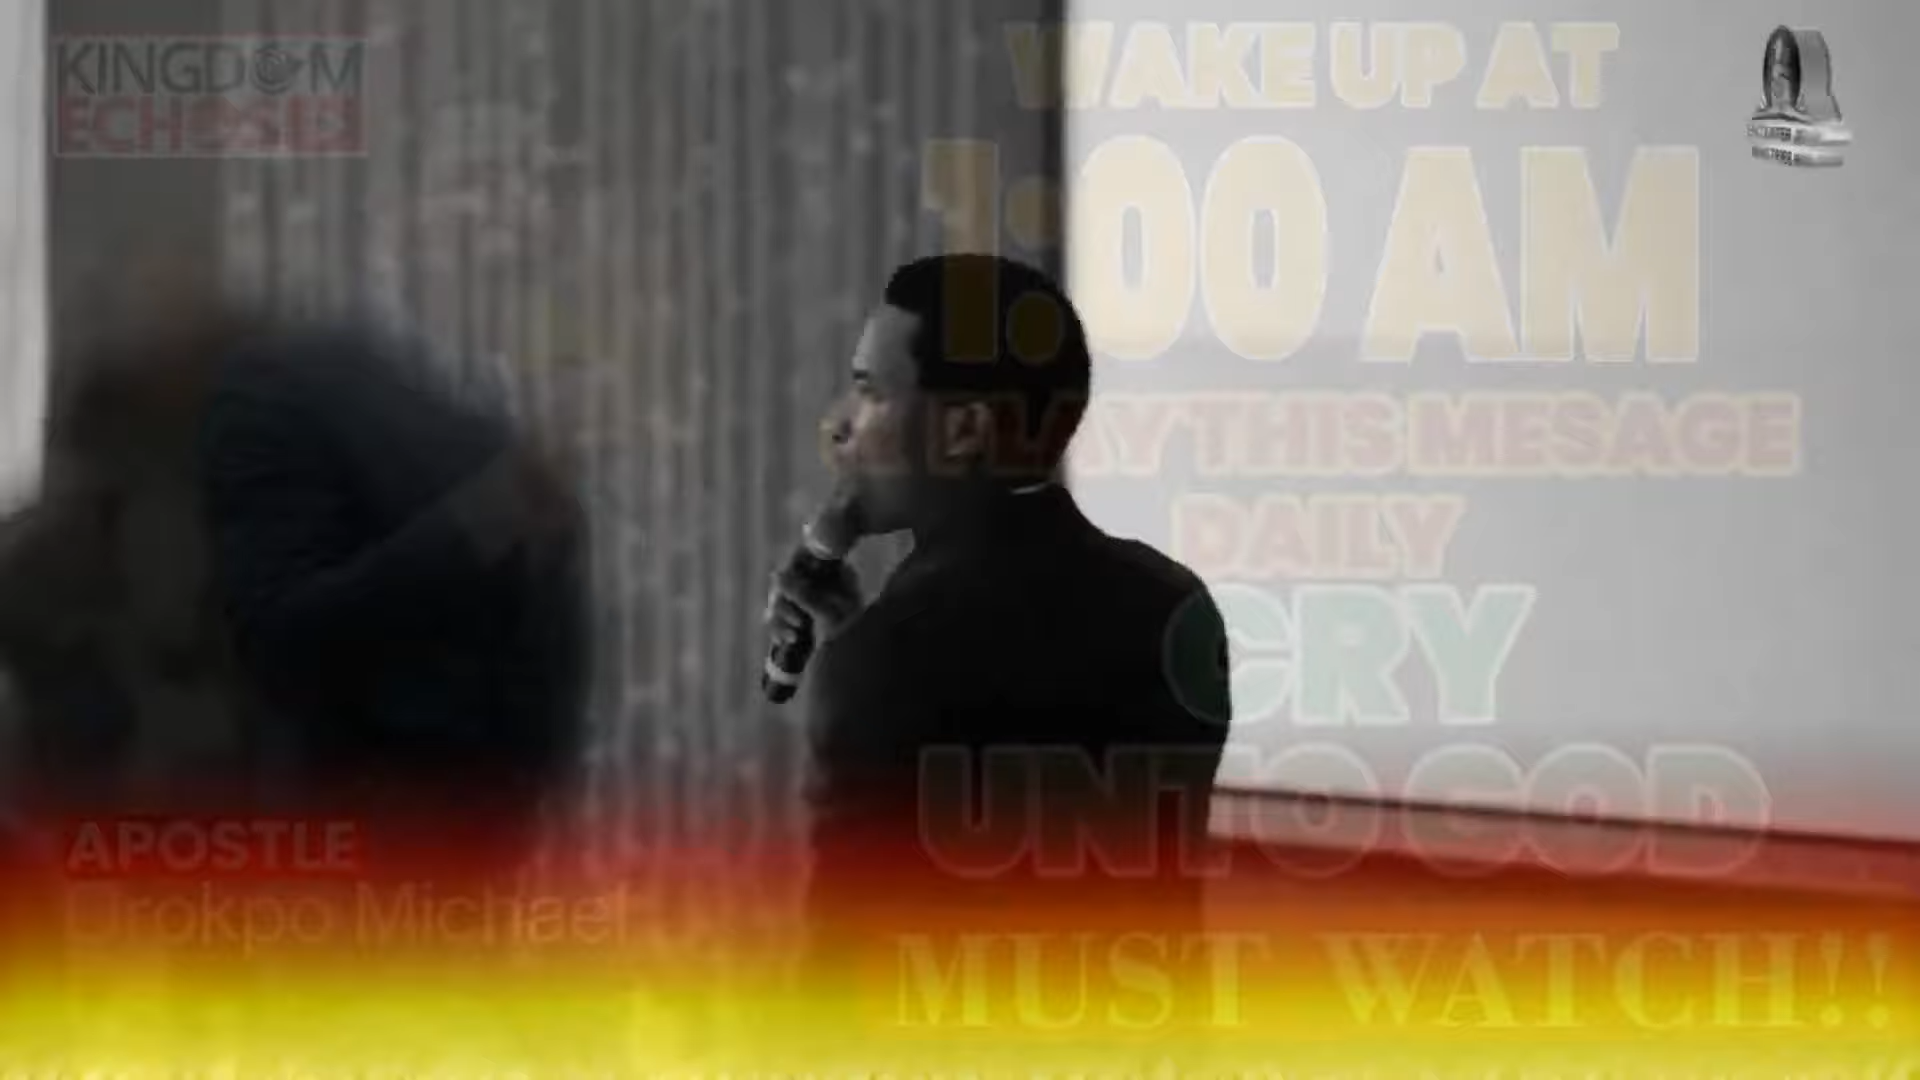 KINGDOM
ECHOES
WAKE UP AT
1:00 AM
PLAY THIS MESAGE
DAILY
CRY
UNTO GOD
MUST WATCH!!
APOSTLE
Orokpo Michael